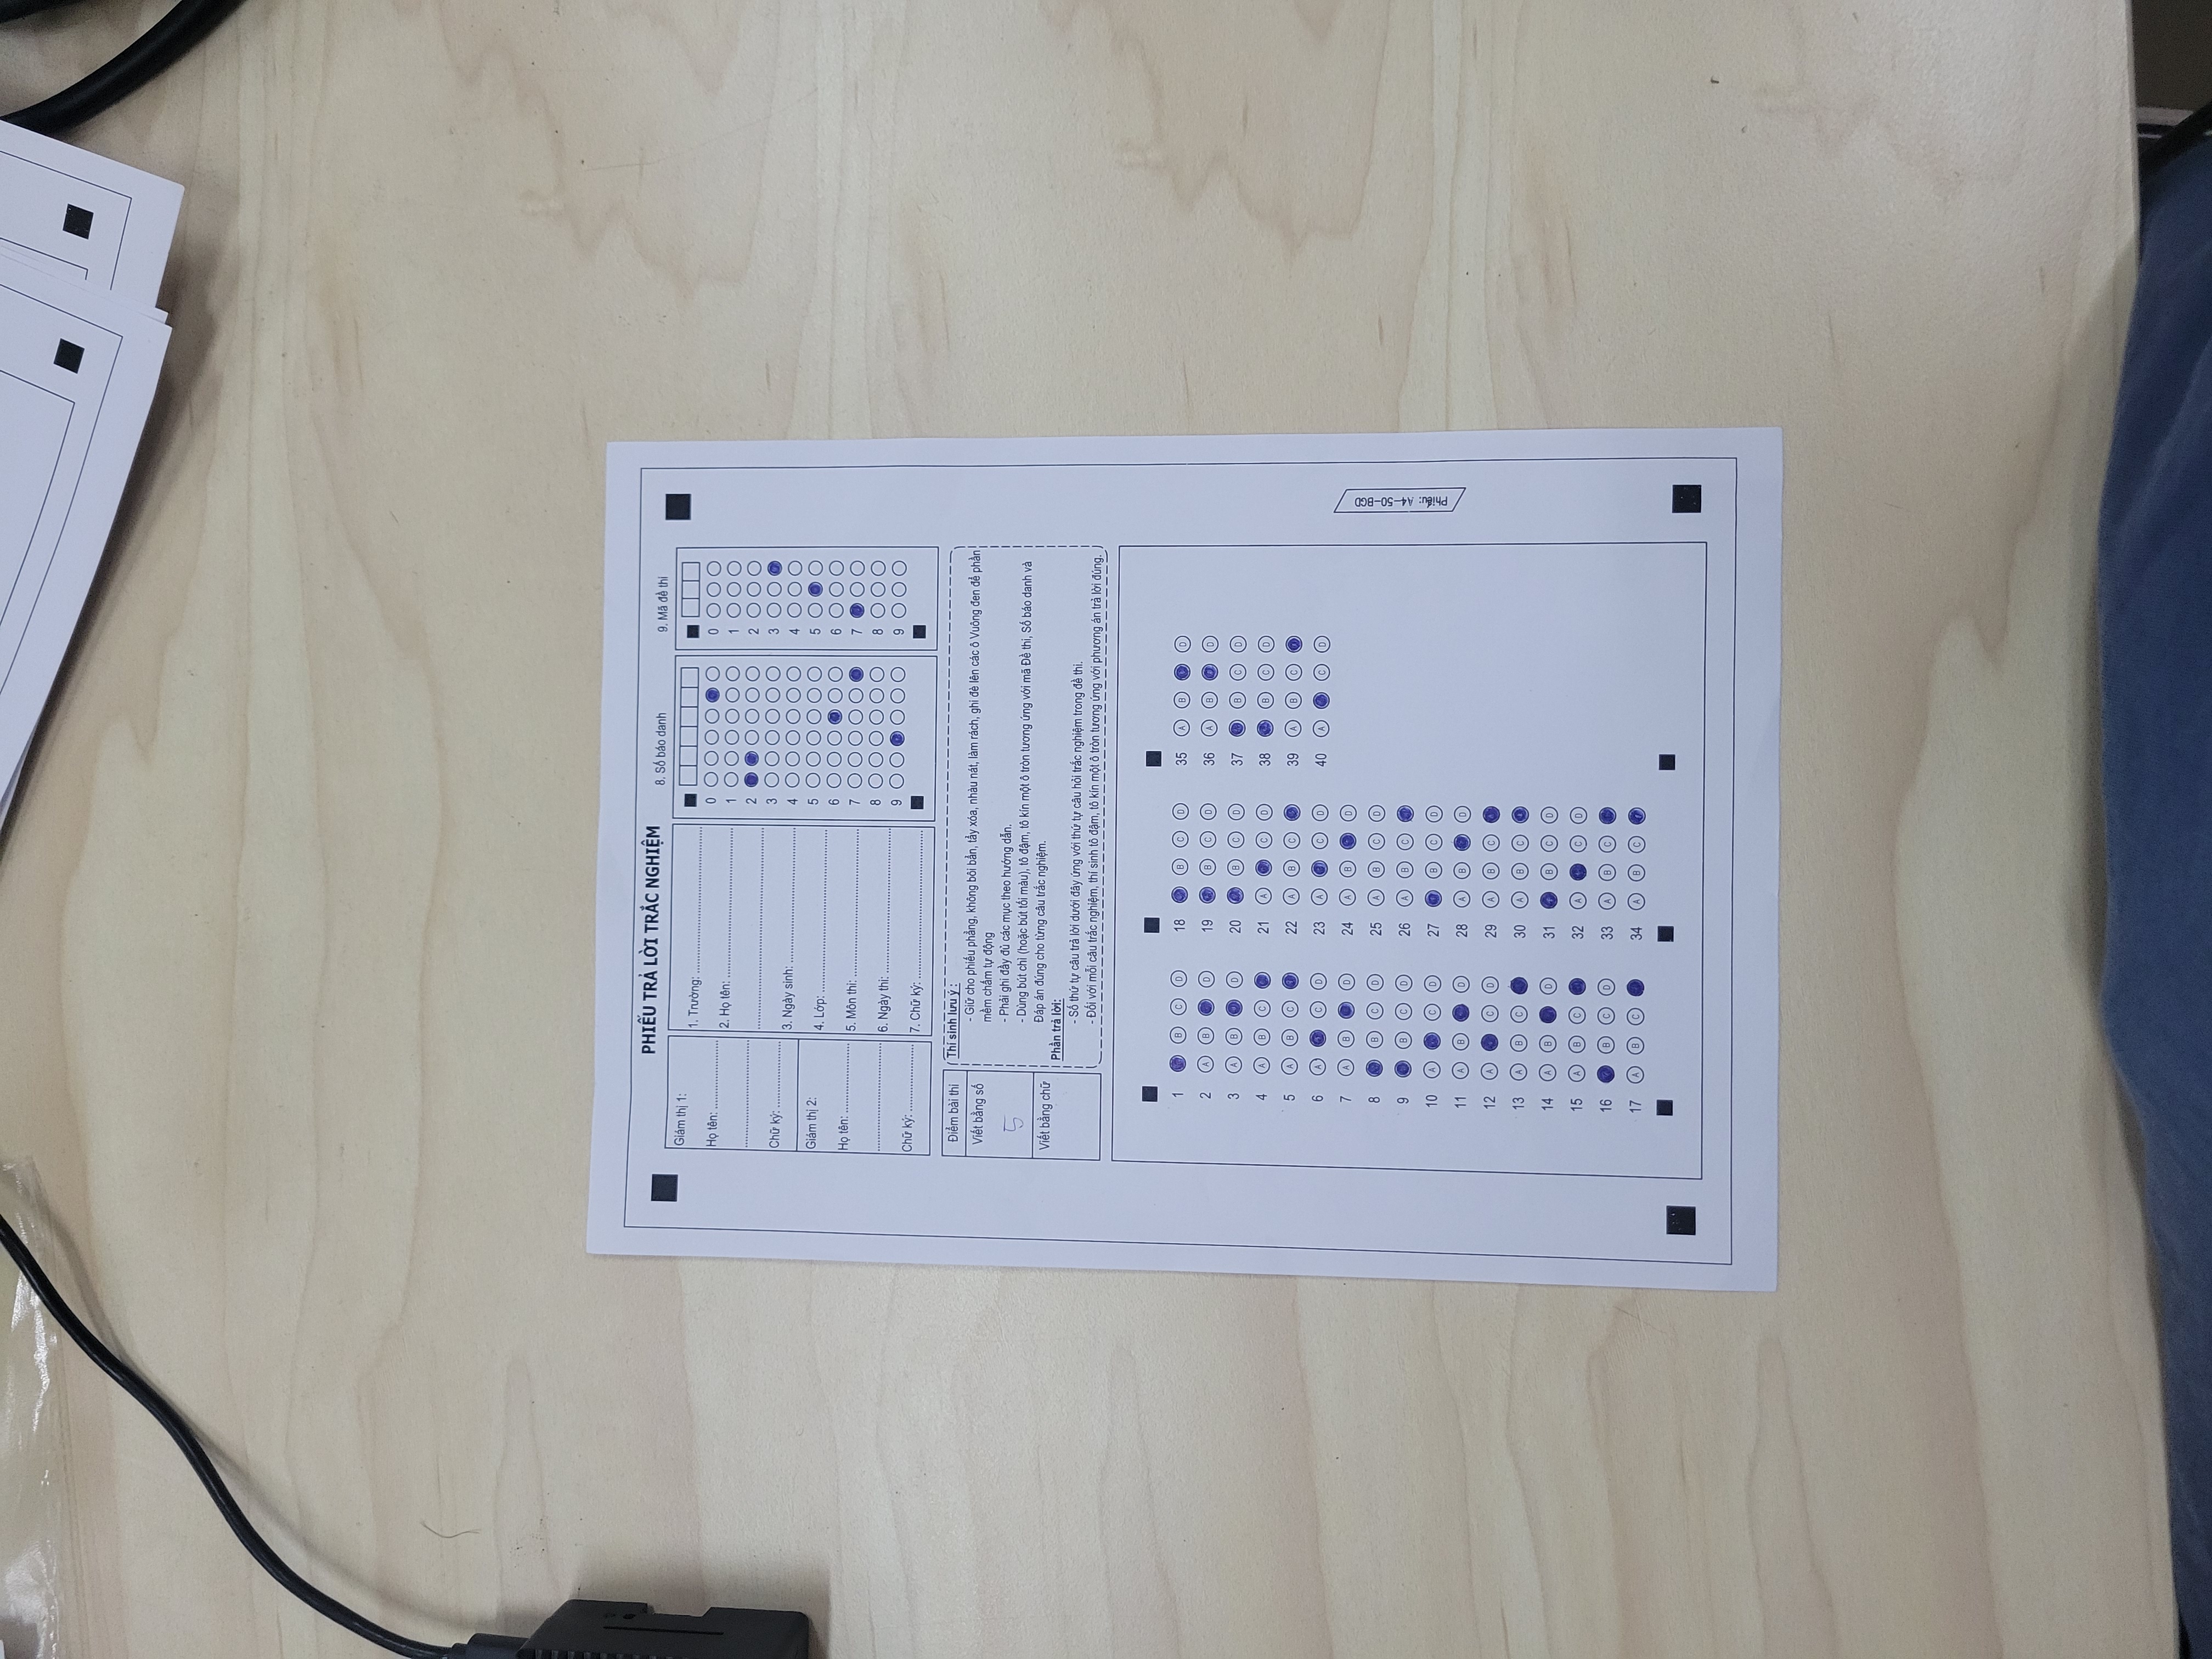 PHIẾU TRẢ LỜI TRẮC NGHIỆM
Giám thị 1:
Họ tên: ......................
..................................
Chữ ký: .....................
Giám thị 2:
Họ tên: ......................
..................................
Chữ ký: .....................
1. Trường: ..........................................
2. Họ tên: ..........................................
..........................................................
3. Ngày sinh: ......................................
4. Lớp: ...............................................
5. Môn thi: ..........................................
6. Ngày thi: .........................................
7. Chữ ký: ...........................................
8. Số báo danh
0
1
2
3
4
5
6
7
8
9
9. Mã đề thi
0
1
2
3
4
5
6
7
8
9
Điểm bài thi
Viết bằng số
5
Viết bằng chữ
Thí sinh lưu ý :
- Giữ cho phiếu phẳng, không bôi bẩn, tẩy xóa, nhàu nát, làm rách, ghi đè lên các ô Vuông đen để phần
mềm chấm tự động
- Phải ghi đầy đủ các mục theo hướng dẫn.
- Dùng bút chì (hoặc bút tối màu), tô đậm, tô kín một ô tròn tương ứng với mã Đề thi, Số báo danh và
Đáp án đúng cho từng câu trắc nghiệm.
Phần trả lời:
- Số thứ tự câu trả lời dưới đây ứng với thứ tự câu hỏi trắc nghiệm trong đề thi.
- Đối với mỗi câu trắc nghiệm, thí sinh tô đậm, tô kín một ô tròn tương ứng với phương án trả lời đúng.
1 B C D
2 A B D
3 A B D
4 A B C
5 A B C
6 A C D
7 A B D
8 B C D
9 B C D
10 A C D
11 A B D
12 A C D
13 A B C
14 A B D
15 A B C
16 B C D
17 A B C
18 B C D
19 B C D
20 B C D
21 A C D
22 A B C
23 A C D
24 A B D
25 A B C D
26 A B C
27 B C D
28 A B D
29 A B C
30 A B C
31 B C D
32 A C D
33 A B C
34 A B C
35 A B D
36 A B D
37 B C D
38 B C D
39 A B C
40 A C D
Phiếu: A4-50-BGD